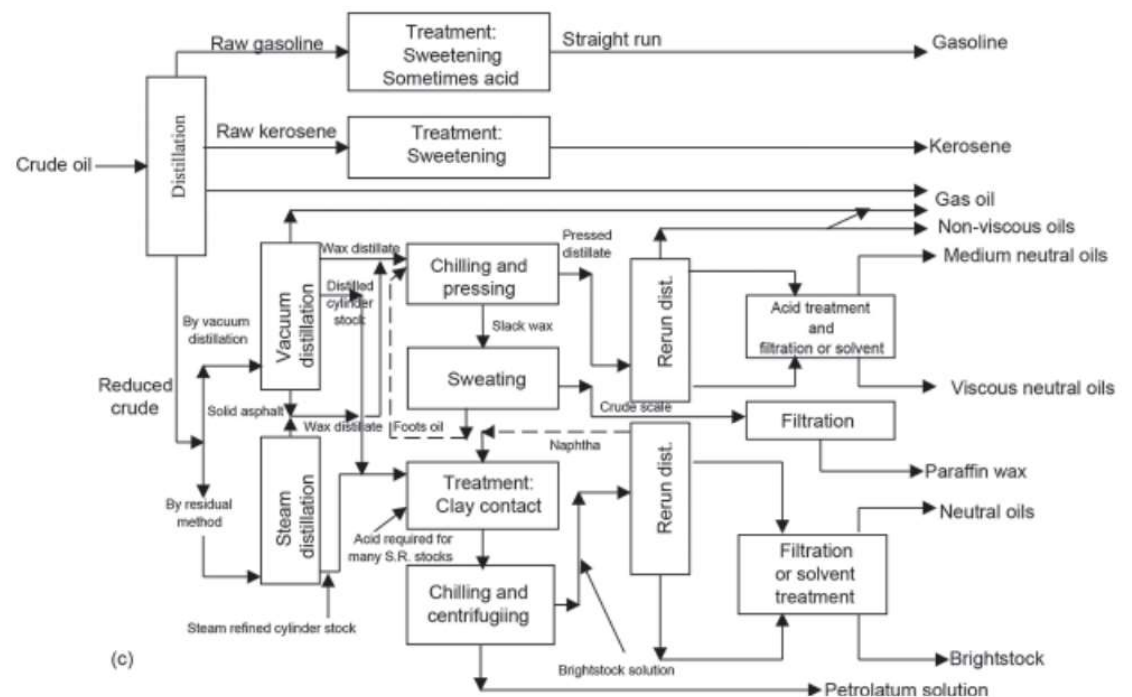 Raw gasoline
Treatment:
Sweetening
Sometimes acid
Straight run
Gasoline
Raw kerosene
Treatment:
Sweetening
Kerosene
Crude oil
Distillation
Gas oil
Non-viscous oils
Medium neutral oils
Viscous neutral oils
Wax distillate
Distilled
cylinder
stock
Chilling and
pressing
Pressed
distillate
Rerun dist.
Acid treatment
and
filtration or solvent
By vacuum
distillation
Vacuum
distillation
Slack wax
Sweating
Reduced
crude
Solid asphalt
Wax distillate
Foots oil
Crude scale
Filtration
Paraffin wax
Naphtha
Rerun dist.
By residual
method
Steam
distillation
Treatment:
Clay contact
Acid required for
many S.R. stocks
Neutral oils
Filtration
or solvent
treatment
Chilling and
centrifugiing
Steam refined cylinder stock
Brightstock solution
Brightstock
Petrolatum solution
(c)